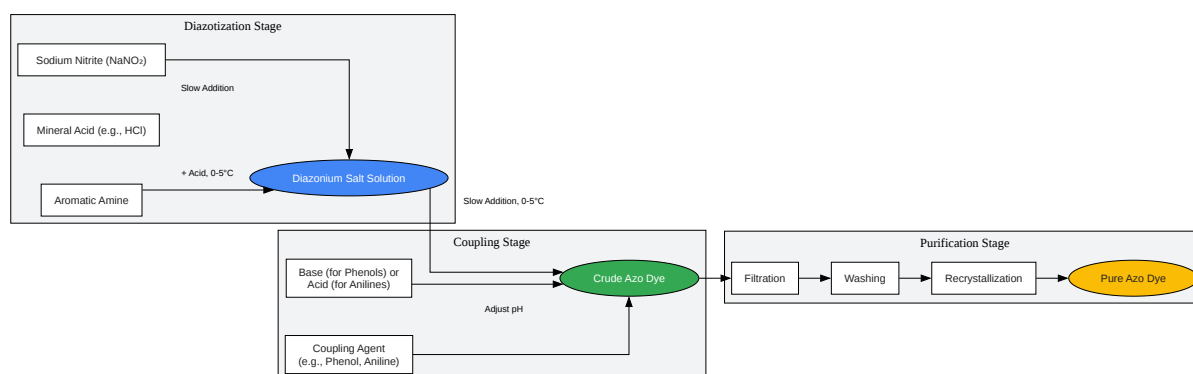 Diazotization Stage
Sodium Nitrite (NaNO₂)
Slow Addition
Mineral Acid (e.g., HCl)
+ Acid, 0-5°C
Diazonium Salt Solution
Aromatic Amine
Slow Addition, 0-5°C
Coupling Stage
Base (for Phenols) or
Acid (for Anilines)
Crude Azo Dye
Adjust pH
Coupling Agent
(e.g., Phenol, Aniline)
Purification Stage
Filtration
Washing
Recrystallization
Pure Azo Dye